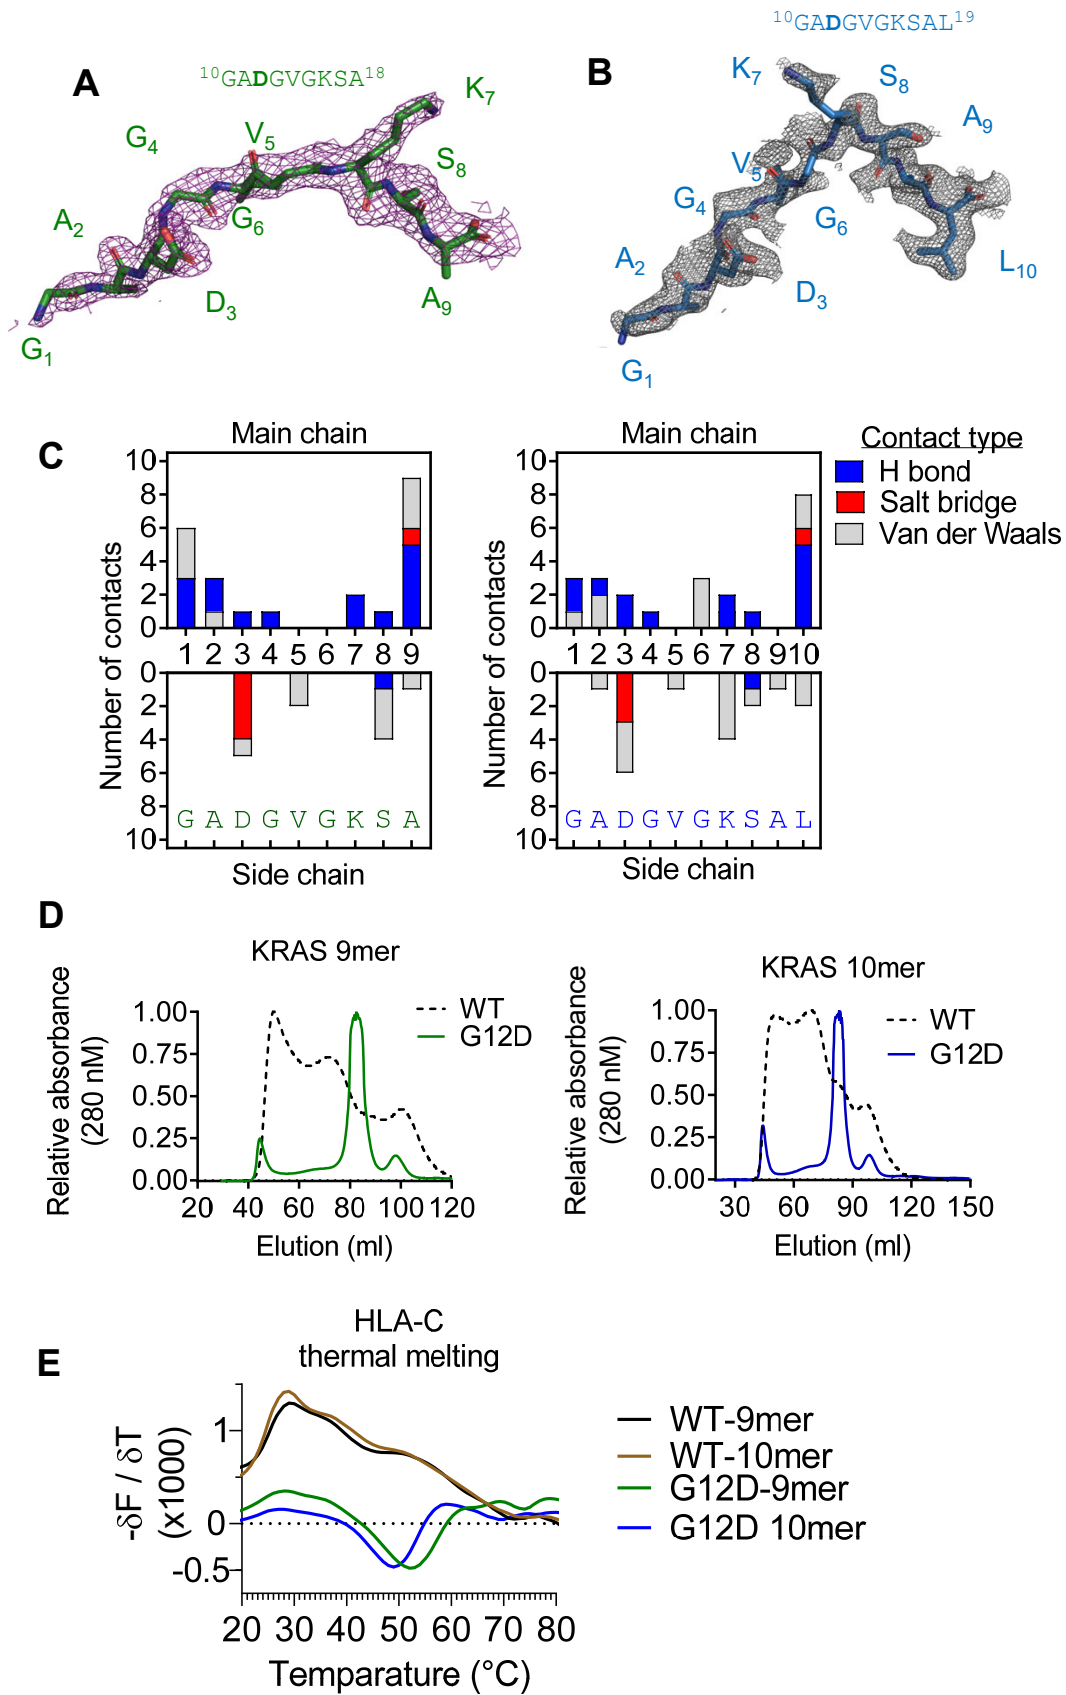 A
¹⁰GADGVGKSA¹⁸
K₇
G₄
V₅
S₈
A₂
G₆
D₃
A₉
G₁
B
¹⁰GADGVGKSAL¹⁹
K₇
S₈
A₉
V₅
G₄
G₆
A₂
D₃
L₁₀
G₁
C
Main chain
10
8
6
4
2
0
Number of contacts
1 2 3 4 5 6 7 8 9
0
2
4
6
8
10
G A D G V G K S A
Side chain
Main chain
10
8
6
4
2
0
Number of contacts
1 2 3 4 5 6 7 8 9 10
0
2
4
6
8
10
G A D G V G K S A L
Side chain
Contact type
H bond
Salt bridge
Van der Waals
D
KRAS 9mer
Relative absorbance
(280 nM)
1.00
0.75
0.50
0.25
0.00
20 40 60 80 100 120
Elution (ml)
WT
G12D
KRAS 10mer
Relative absorbance
(280 nM)
1.00
0.75
0.50
0.25
0.00
30 60 90 120 150
Elution (ml)
WT
G12D
E
HLA-C
thermal melting
-δF / δT
(x1000)
1
0
-0.5
20 30 40 50 60 70 80
Temparature (°C)
WT-9mer
WT-10mer
G12D-9mer
G12D 10mer